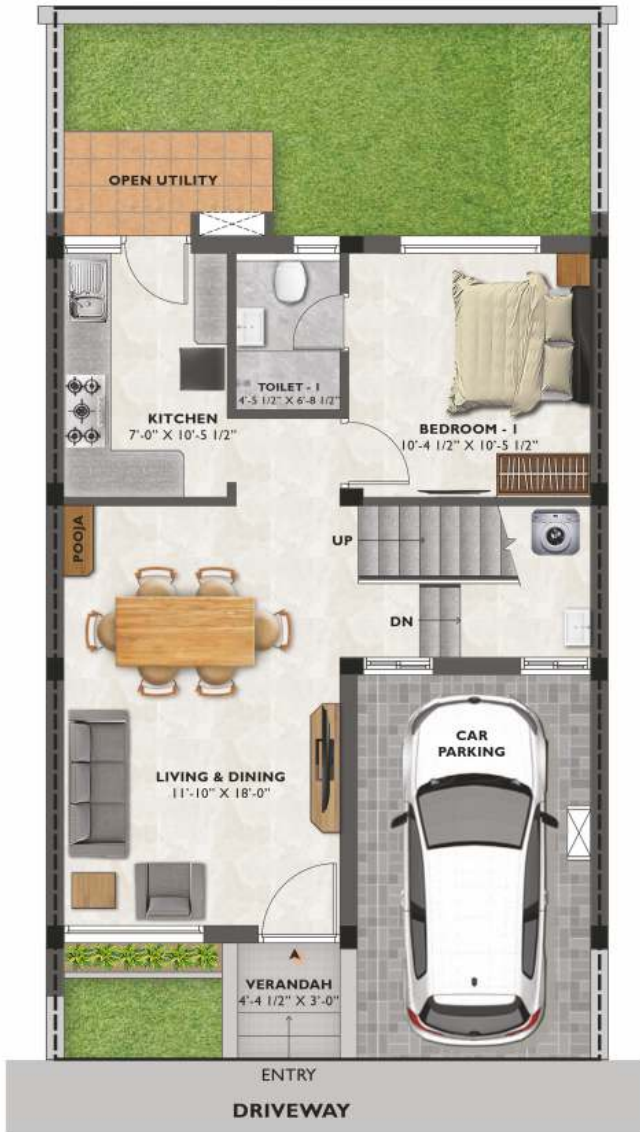 OPEN UTILITY
TOILET - 1
4'-5 1/2" X 6'-8 1/2"
KITCHEN
7'-0" X 10'-5 1/2"
BEDROOM - 1
10'-4 1/2" X 10'-5 1/2"
POOJA
UP
DN
CAR
PARKING
LIVING & DINING
11'-10" X 18'-0"
VERANDAH
4'-4 1/2" X 3'-0"
ENTRY
DRIVEWAY